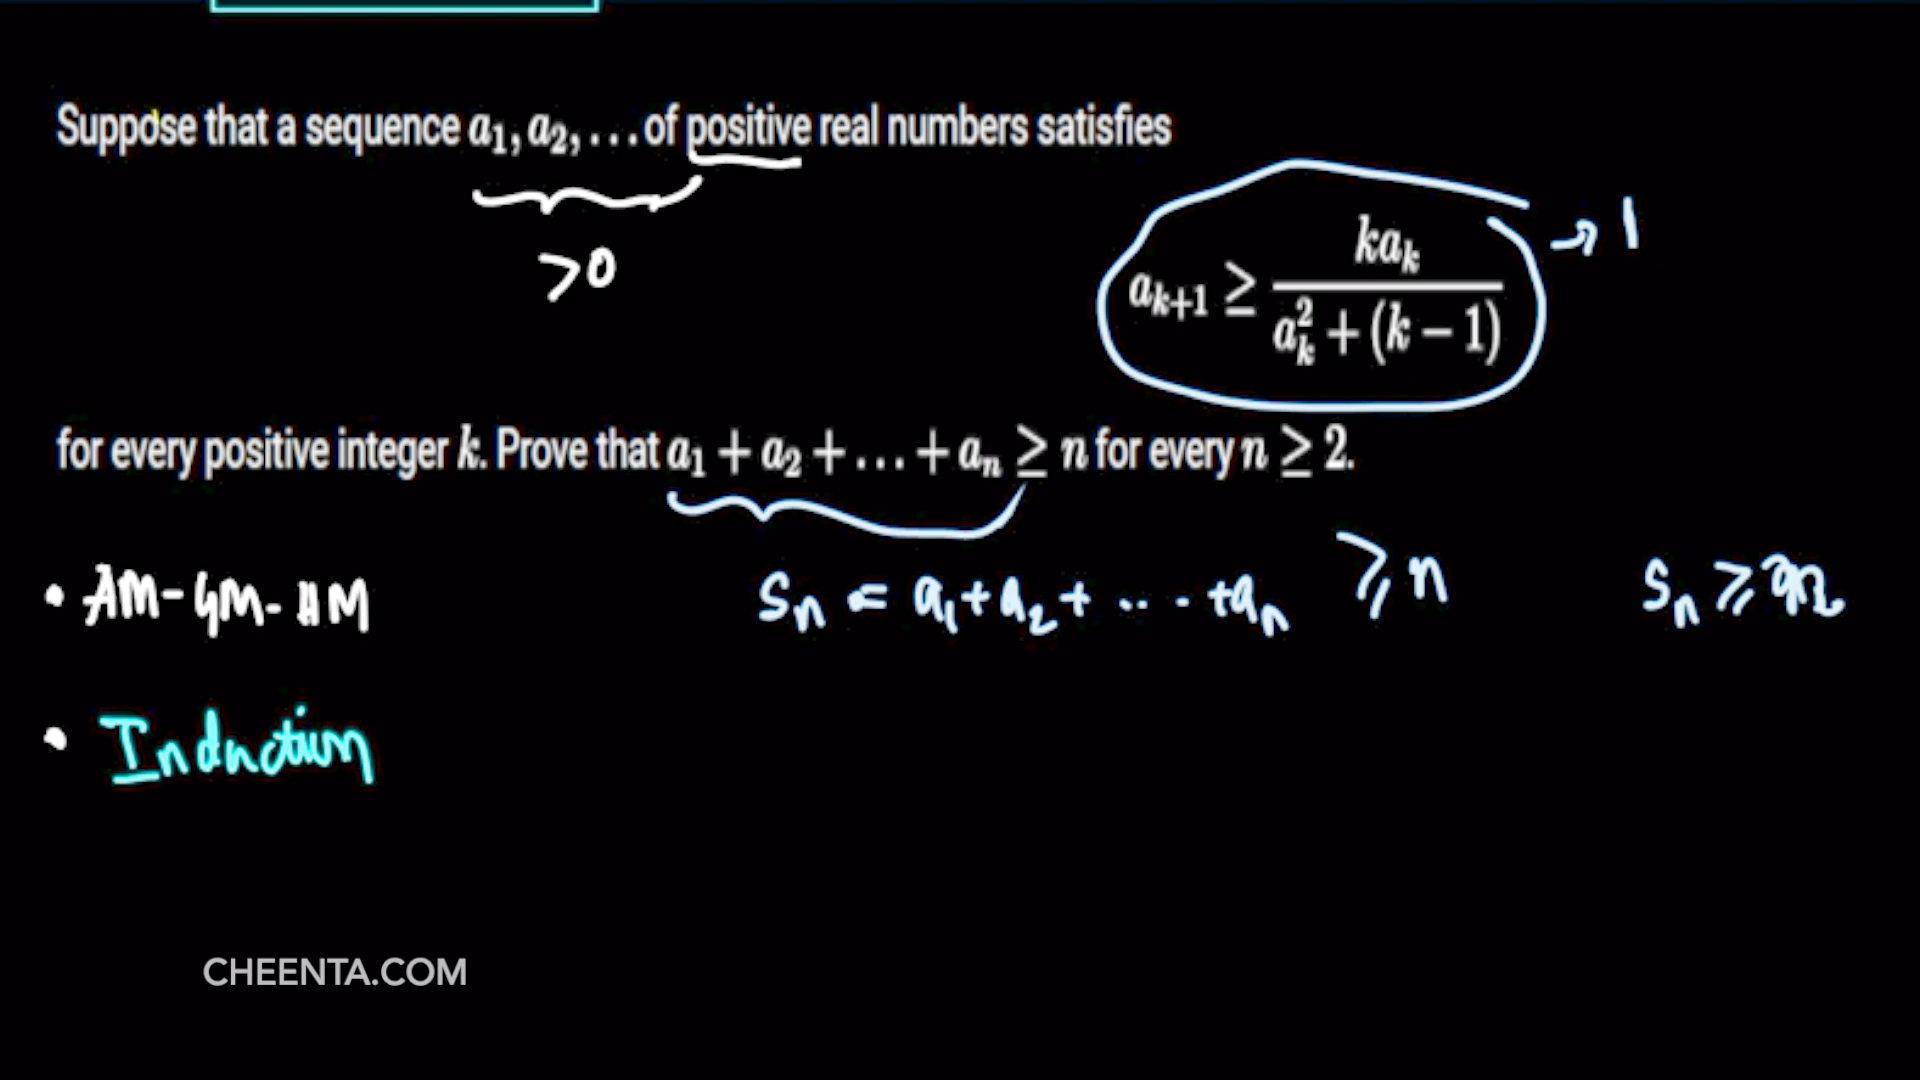 Suppose that a sequence a₁, a₂, ... of positive real numbers satisfies
>0
aₖ₊₁ ≥ kaₖ / (aₖ² + (k − 1)) → 1
for every positive integer k. Prove that a₁ + a₂ + ... + aₙ ≥ n for every n ≥ 2.
• AM-GM-HM
Sₙ = a₁ + a₂ + ... + aₙ ≥ n
Sₙ ≥
• Induction
CHEENTA.COM